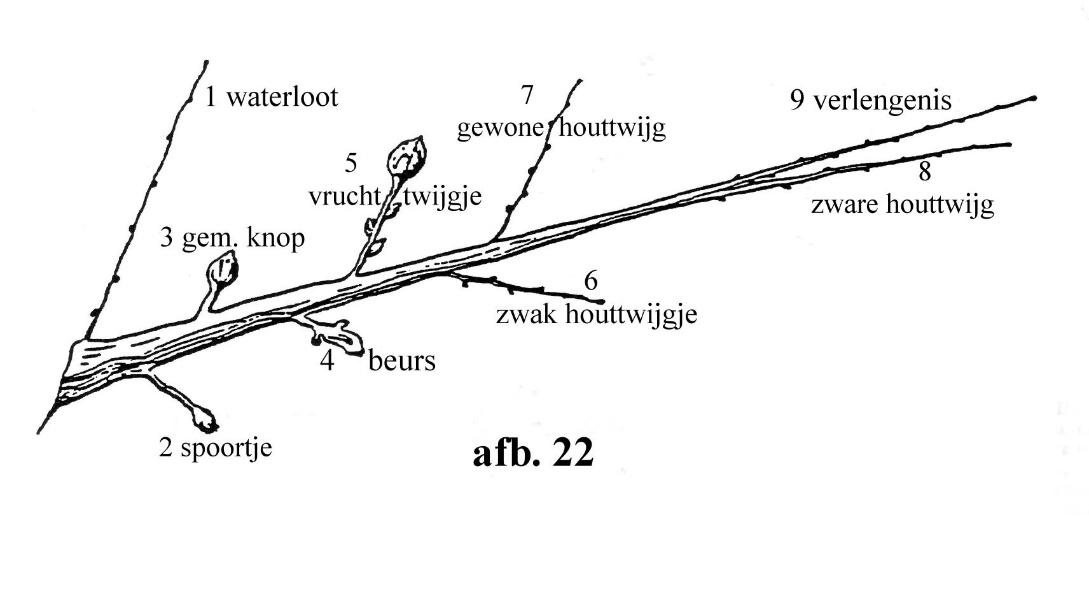 1 waterloot
7
gewone houttwijg
9 verlengenis
5
vrucht twijgje
8
zware houttwijg
3 gem. knop
6
zwak houttwijgje
4 beurs
2 spoortje
afb. 22